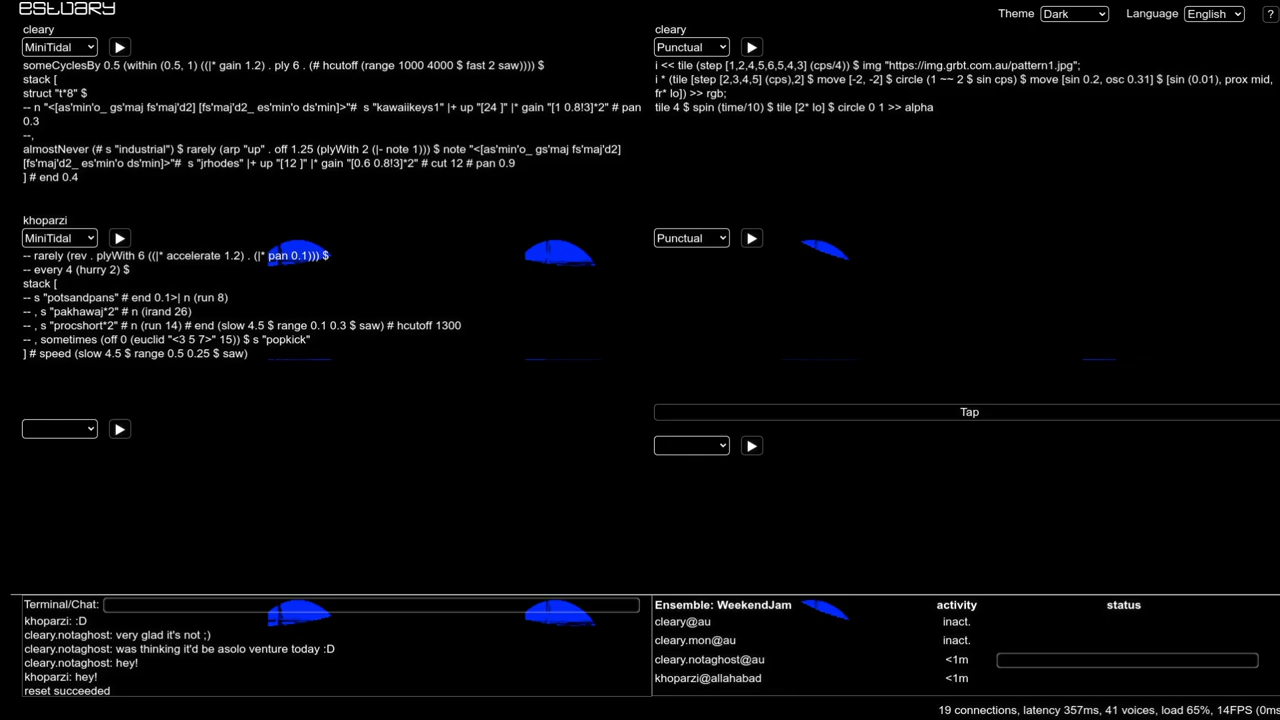 estuary
Theme Dark Language English ?
cleary
MiniTidal
someCyclesBy 0.5 (within (0.5, 1) ((|* gain 1.2) . ply 6 . (# hcutoff (range 1000 4000 $ fast 2 saw)))) $
stack [
struct "t*8" $
-- n "<[as'min'o_ gs'maj fs'maj'd2] [fs'maj'd2_ es'min'o ds'min]>"# s "kawaiikeys1" |+ up "[24 ]" |* gain "[1 0.8!3]*2" # pan
0.3
--,
almostNever (# s "industrial") $ rarely (arp "up" . off 1.25 (plyWith 2 (|- note 1))) $ note "<[as'min'o_ gs'maj fs'maj'd2]
[fs'maj'd2_ es'min'o ds'min]>"# s "jrhodes" |+ up "[12 ]" |* gain "[0.6 0.8!3]*2" # cut 12 # pan 0.9
] # end 0.4
cleary
Punctual
i << tile (step [1,2,4,5,6,5,4,3] (cps/4)) $ img "https://img.grbt.com.au/pattern1.jpg";
i * (tile [step [2,3,4,5] (cps),2] $ move [-2, -2] $ circle (1 ~~ 2 $ sin cps) $ move [sin 0.2, osc 0.31] $ [sin (0.01), prox mid,
fr* lo]) >> rgb;
tile 4 $ spin (time/10) $ tile [2* lo] $ circle 0 1 >> alpha
khoparzi
MiniTidal
-- rarely (rev . plyWith 6 ((|* accelerate 1.2) . (|* pan 0.1))) $
-- every 4 (hurry 2) $
stack [
-- s "potsandpans" # end 0.1>| n (run 8)
-- , s "pakhawaj*2" # n (irand 26)
-- , s "procshort*2" # n (run 14) # end (slow 4.5 $ range 0.1 0.3 $ saw) # hcutoff 1300
-- , sometimes (off 0 (euclid "<3 5 7>" 15)) $ s "popkick"
] # speed (slow 4.5 $ range 0.5 0.25 $ saw)
Punctual
Tap
Terminal/Chat:
khoparzi: :D
cleary.notaghost: very glad it's not ;)
cleary.notaghost: was thinking it'd be asolo venture today :D
cleary.notaghost: hey!
khoparzi: hey!
reset succeeded
Ensemble: WeekendJam activity status
cleary@au inact.
cleary.mon@au inact.
cleary.notaghost@au <1m
khoparzi@allahabad <1m
19 connections, latency 357ms, 41 voices, load 65%, 14FPS (0ms